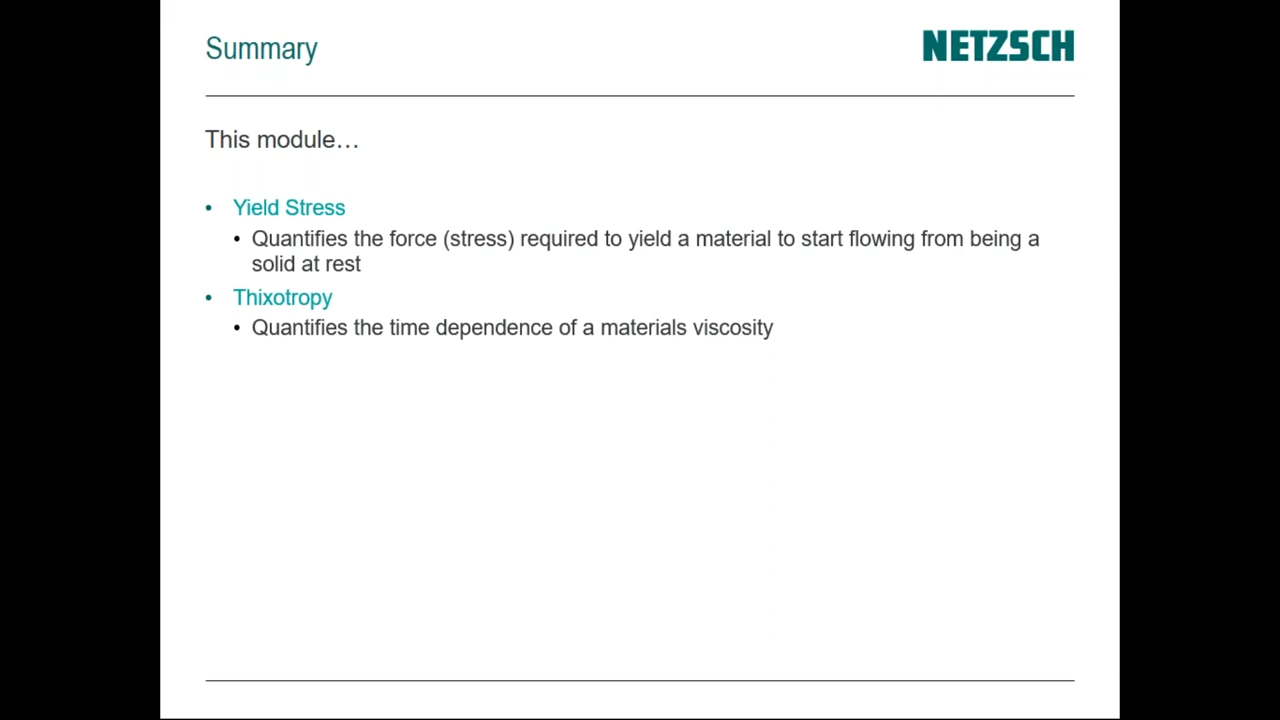 Summary
NETZSCH
This module…
• Yield Stress
• Quantifies the force (stress) required to yield a material to start flowing from being a
solid at rest
• Thixotropy
• Quantifies the time dependence of a materials viscosity